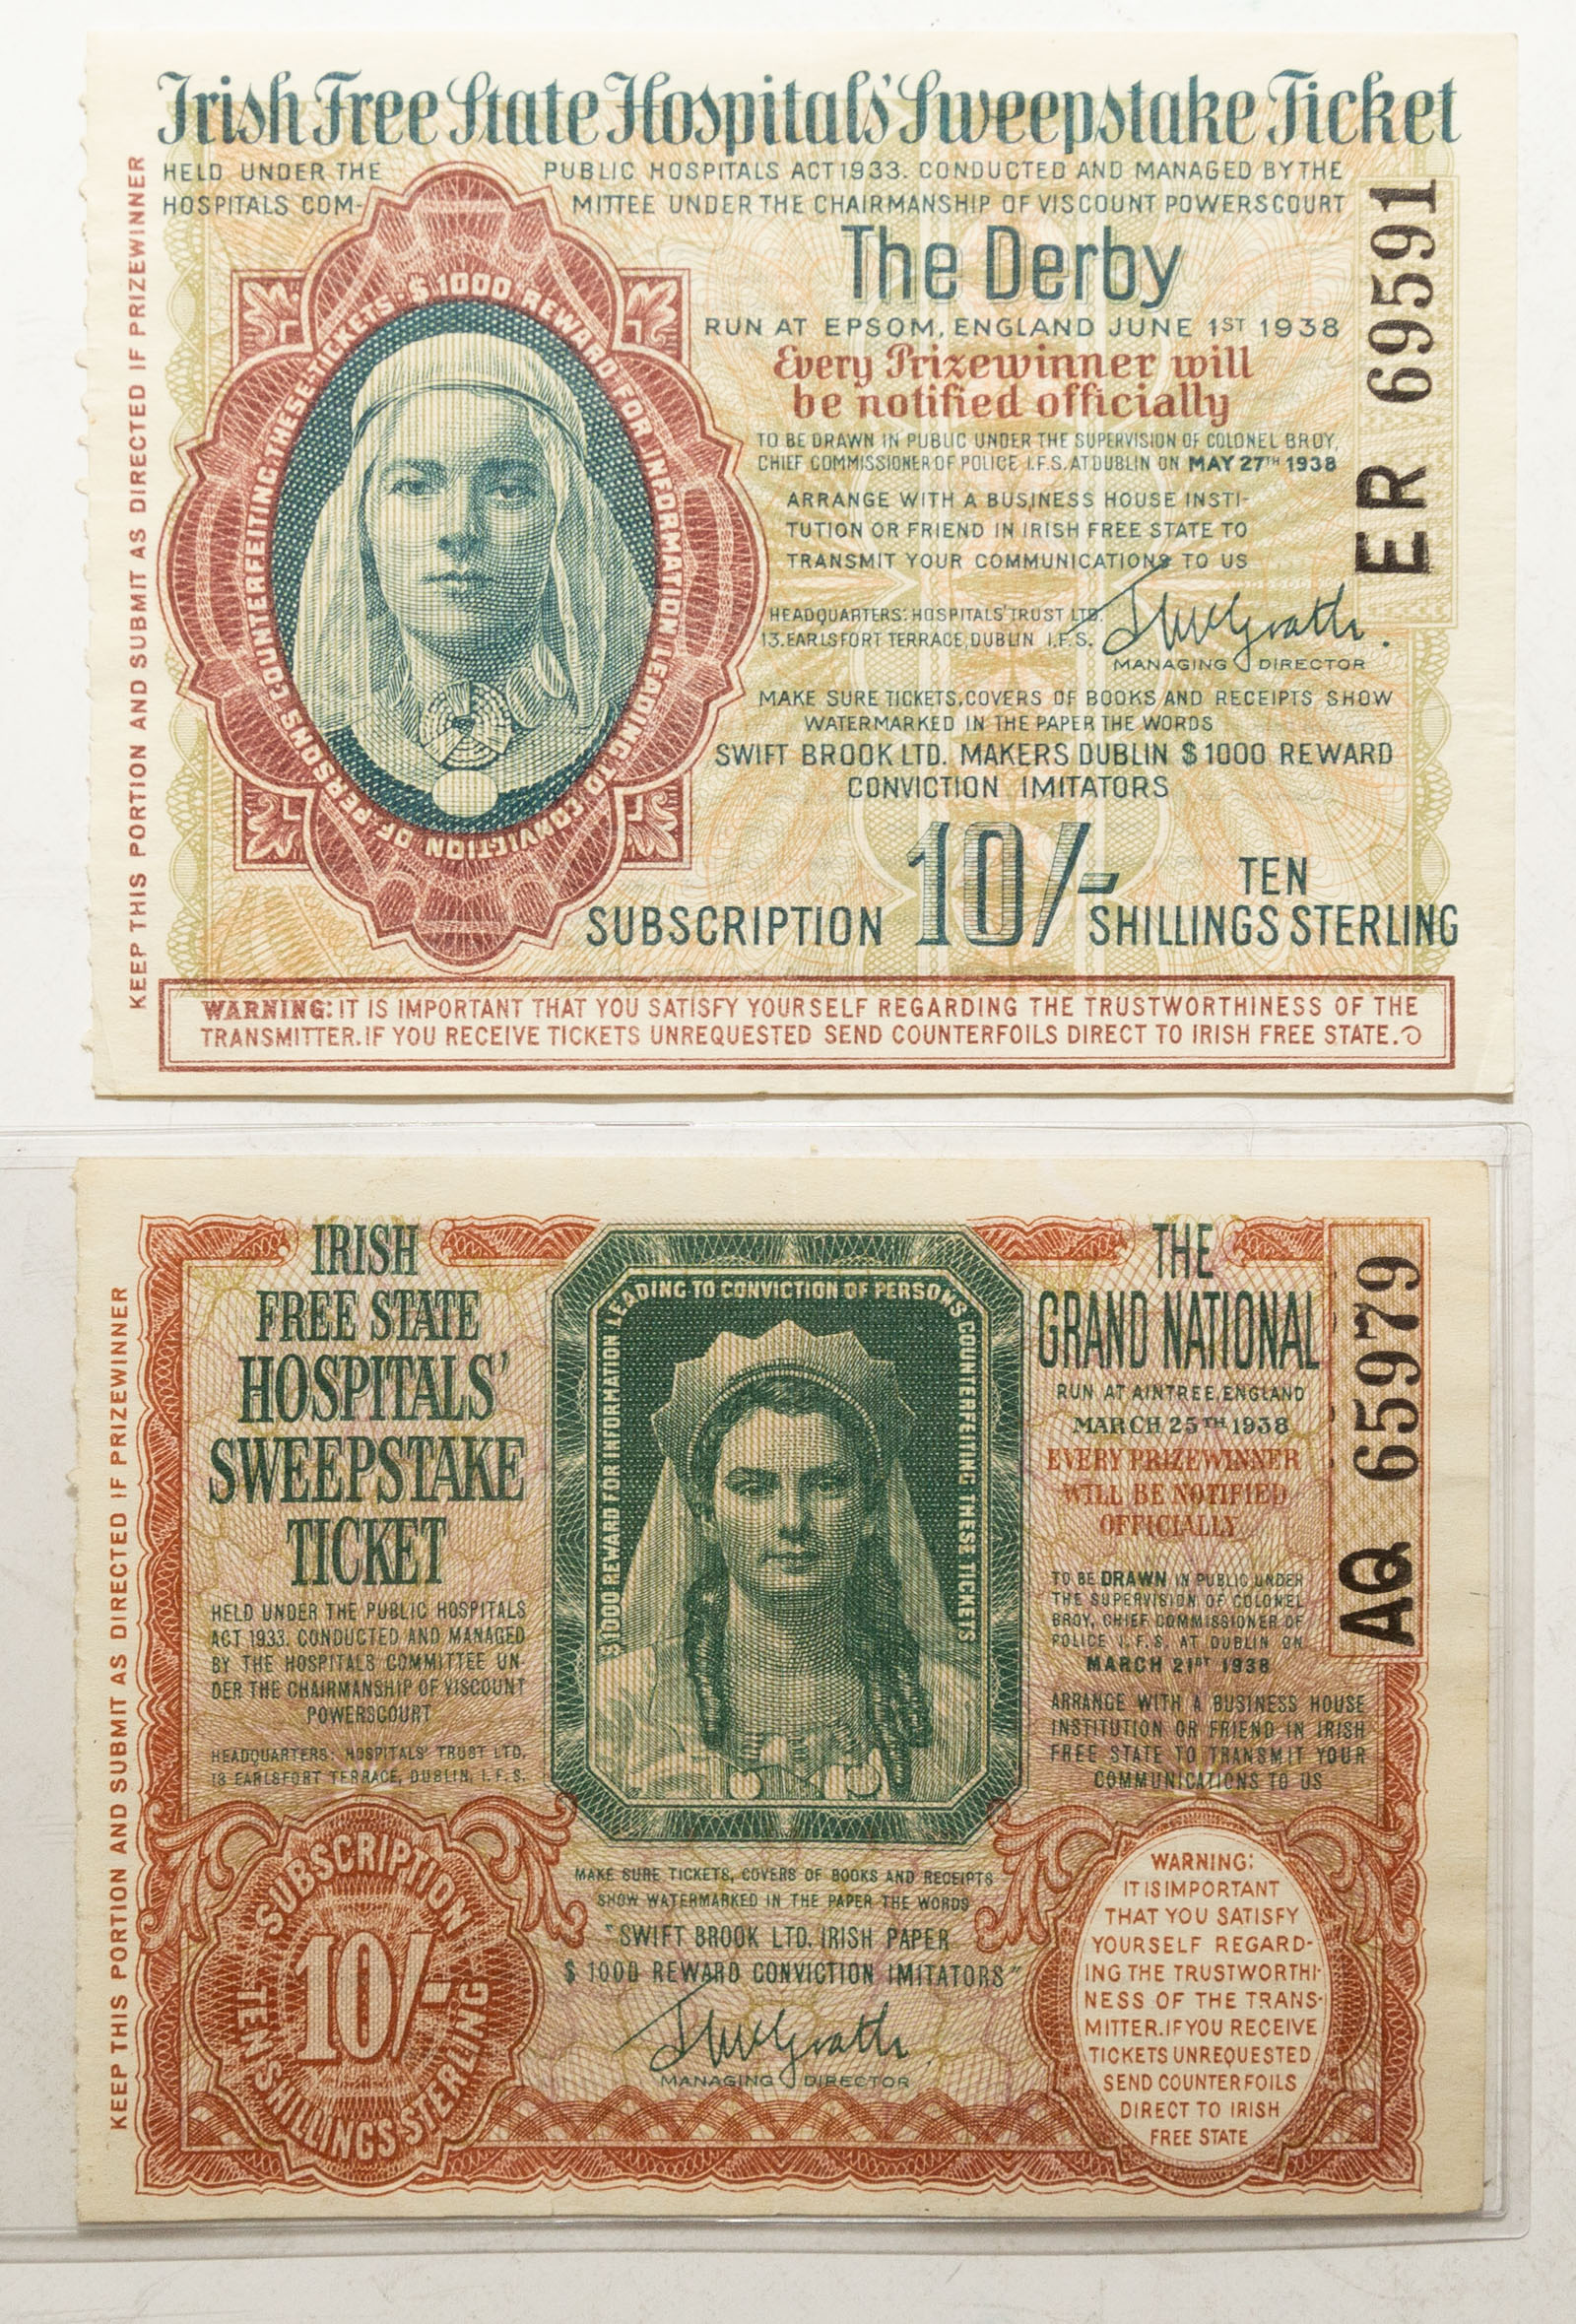 Irish Free State Hospitals' Sweepstake Ticket
HELD UNDER THE PUBLIC HOSPITALS ACT 1933. CONDUCTED AND MANAGED BY THE
HOSPITALS COM- MITTEE UNDER THE CHAIRMANSHIP OF VISCOUNT POWERSCOURT
The Derby
RUN AT EPSOM, ENGLAND JUNE 1ST 1938
Every Prizewinner will
be notified officially
TO BE DRAWN IN PUBLIC UNDER THE SUPERVISION OF COLONEL BROY,
CHIEF COMMISSIONER OF POLICE I.F.S. AT DUBLIN ON MAY 27TH 1938
ARRANGE WITH A BUSINESS HOUSE INSTI-
TUTION OR FRIEND IN IRISH FREE STATE TO
TRANSMIT YOUR COMMUNICATIONS TO US
HEADQUARTERS: HOSPITALS' TRUST LTD.
13. EARLSFORT TERRACE, DUBLIN I.F.S.
J McGrath.
MANAGING DIRECTOR
MAKE SURE TICKETS, COVERS OF BOOKS AND RECEIPTS SHOW
WATERMARKED IN THE PAPER THE WORDS
SWIFT BROOK LTD. MAKERS DUBLIN $1000 REWARD
CONVICTION IMITATORS
SUBSCRIPTION 10/- TEN
SHILLINGS STERLING
WARNING: IT IS IMPORTANT THAT YOU SATISFY YOURSELF REGARDING THE TRUSTWORTHINESS OF THE
TRANSMITTER. IF YOU RECEIVE TICKETS UNREQUESTED SEND COUNTERFOILS DIRECT TO IRISH FREE STATE.
KEEP THIS PORTION AND SUBMIT AS DIRECTED IF PRIZEWINNER
$1000 REWARD FOR INFORMATION LEADING TO CONVICTION OF PERSONS COUNTERFEITING THESE TICKETS
ER 69591
IRISH
FREE STATE
HOSPITALS'
SWEEPSTAKE
TICKET
HELD UNDER THE PUBLIC HOSPITALS
ACT 1933. CONDUCTED AND MANAGED
BY THE HOSPITALS COMMITTEE UN-
DER THE CHAIRMANSHIP OF VISCOUNT
POWERSCOURT
HEADQUARTERS: HOSPITALS' TRUST LTD,
13 EARLSFORT TERRACE, DUBLIN, I.F.S.
SUBSCRIPTION
10/-
TEN SHILLINGS STERLING
$1000 REWARD FOR INFORMATION LEADING TO CONVICTION OF PERSONS COUNTERFEITING THESE TICKETS
MAKE SURE TICKETS, COVERS OF BOOKS AND RECEIPTS
SHOW WATERMARKED IN THE PAPER THE WORDS
"SWIFT BROOK LTD. IRISH PAPER
$ 1000 REWARD CONVICTION IMITATORS"
J McGrath.
MANAGING DIRECTOR
THE
GRAND NATIONAL
RUN AT AINTREE, ENGLAND
MARCH 25TH 1938
EVERY PRIZEWINNER
WILL BE NOTIFIED
OFFICIALLY
TO BE DRAWN IN PUBLIC UNDER
THE SUPERVISION OF COLONEL
BROY, CHIEF COMMISSIONER OF
POLICE I.F.S. AT DUBLIN ON
MARCH 21ST 1938
ARRANGE WITH A BUSINESS HOUSE
INSTITUTION OR FRIEND IN IRISH
FREE STATE TO TRANSMIT YOUR
COMMUNICATIONS TO US
WARNING:
IT IS IMPORTANT
THAT YOU SATISFY
YOURSELF REGARD-
ING THE TRUSTWORTHI-
NESS OF THE TRANS-
MITTER. IF YOU RECEIVE
TICKETS UNREQUESTED
SEND COUNTERFOILS
DIRECT TO IRISH
FREE STATE
AQ 65979
KEEP THIS PORTION AND SUBMIT AS DIRECTED IF PRIZEWINNER